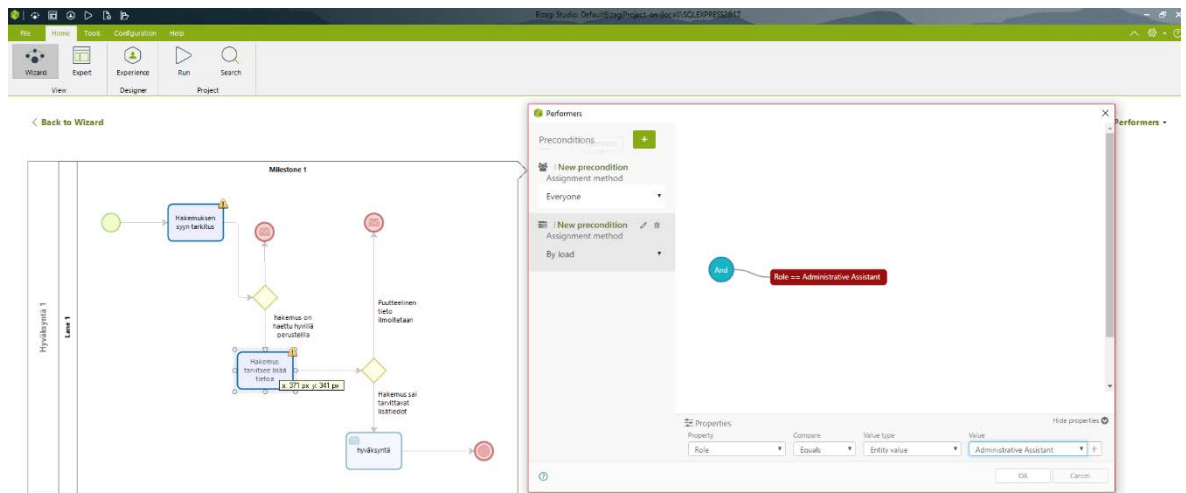 Bizagi Studio: DefaultBizagiProject-on-(local)\SQLEXPRESS2017
File Home Tools Configuration Help
Wizard Expert Experience Run Search
View Designer Project
Back to Wizard
Performers
Performers
Preconditions
+
New precondition
Assignment method
Everyone
New precondition
Assignment method
By load
And
Role == Administrative Assistant
Milestone 1
Hyväksyntä 1
Lane 1
Hakemuksen
syyn tarkitus
hakemus on
haettu hyvillä
perusteilla
Puutteelinen
tieto
ilmoitetaan
Hakemus
tarvitsee lisää
tietoa
x: 371 px y: 341 px
Hakemus sai
tarvittavat
lisätiedot
hyväksyntä
Properties Hide properties
Property Compare Value type Value
Role Equals Entity value Administrative Assistant +
OK Cancel